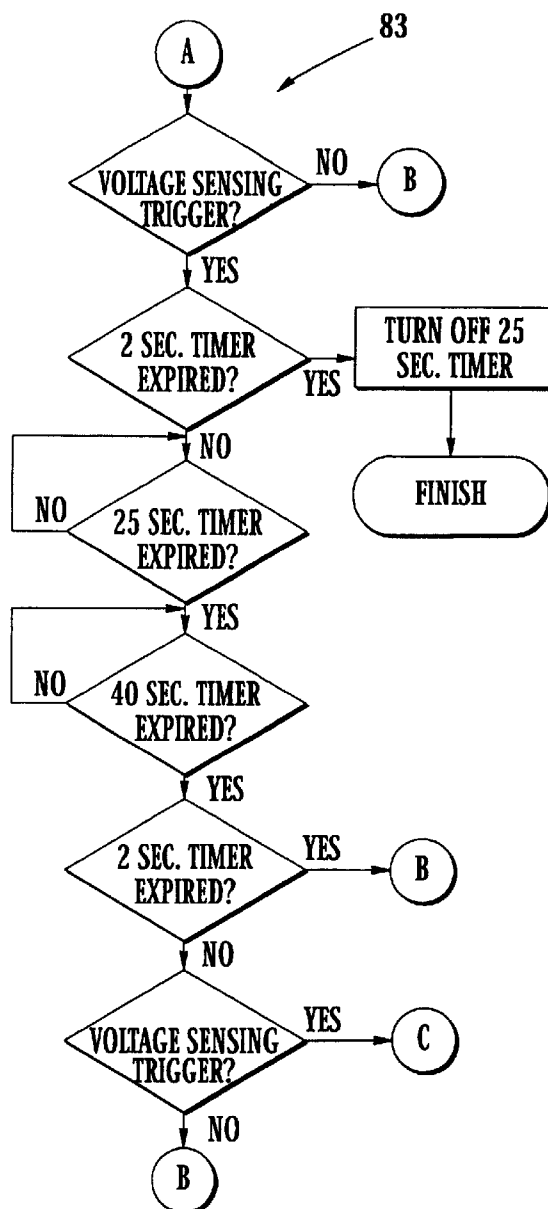 83
A
VOLTAGE SENSING
TRIGGER?
NO
B
YES
2 SEC. TIMER
EXPIRED?
YES
TURN OFF 25
SEC. TIMER
FINISH
NO
25 SEC. TIMER
EXPIRED?
NO
YES
40 SEC. TIMER
EXPIRED?
NO
YES
2 SEC. TIMER
EXPIRED?
YES
B
NO
VOLTAGE SENSING
TRIGGER?
YES
C
NO
B